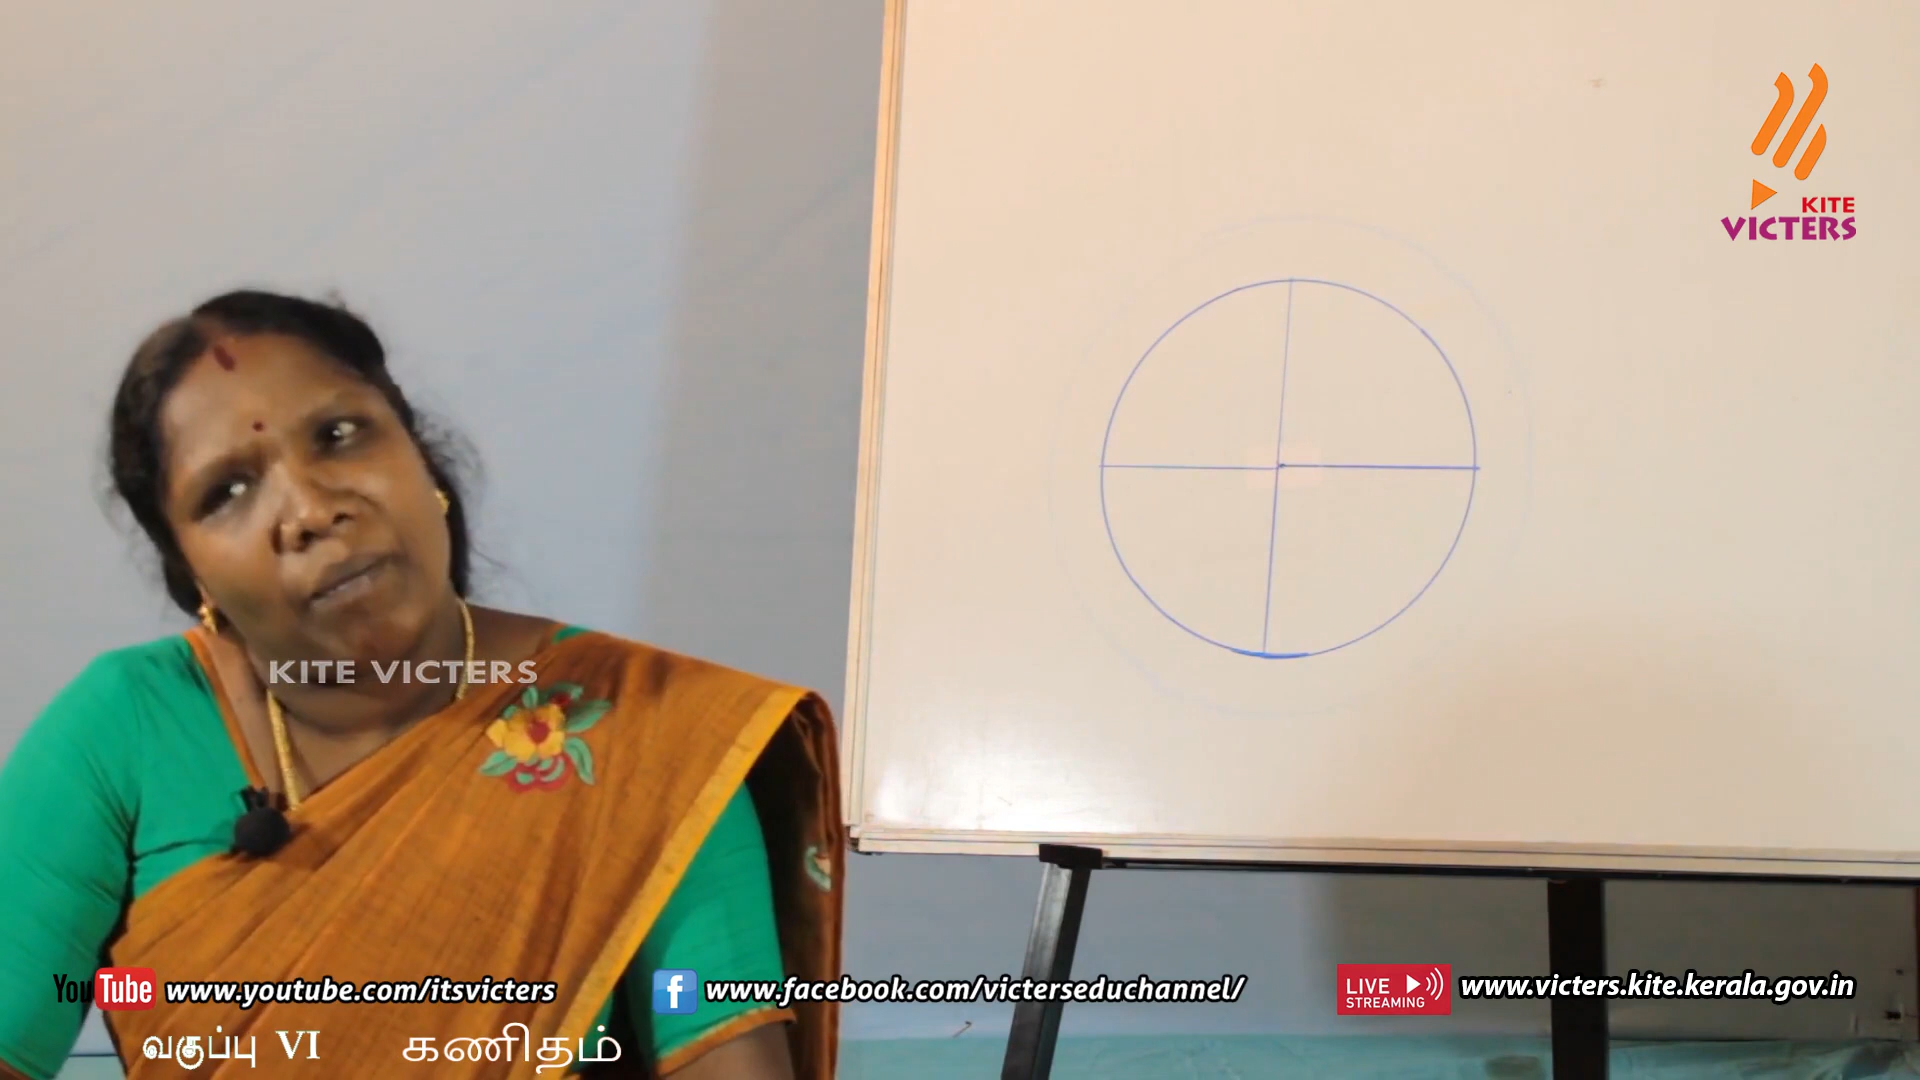 KITE
VICTERS
KITE VICTERS
YouTube www.youtube.com/itsvicters
f www.facebook.com/victerseduchannel/
LIVE STREAMING www.victers.kite.kerala.gov.in
வகுப்பு VI கணிதம்